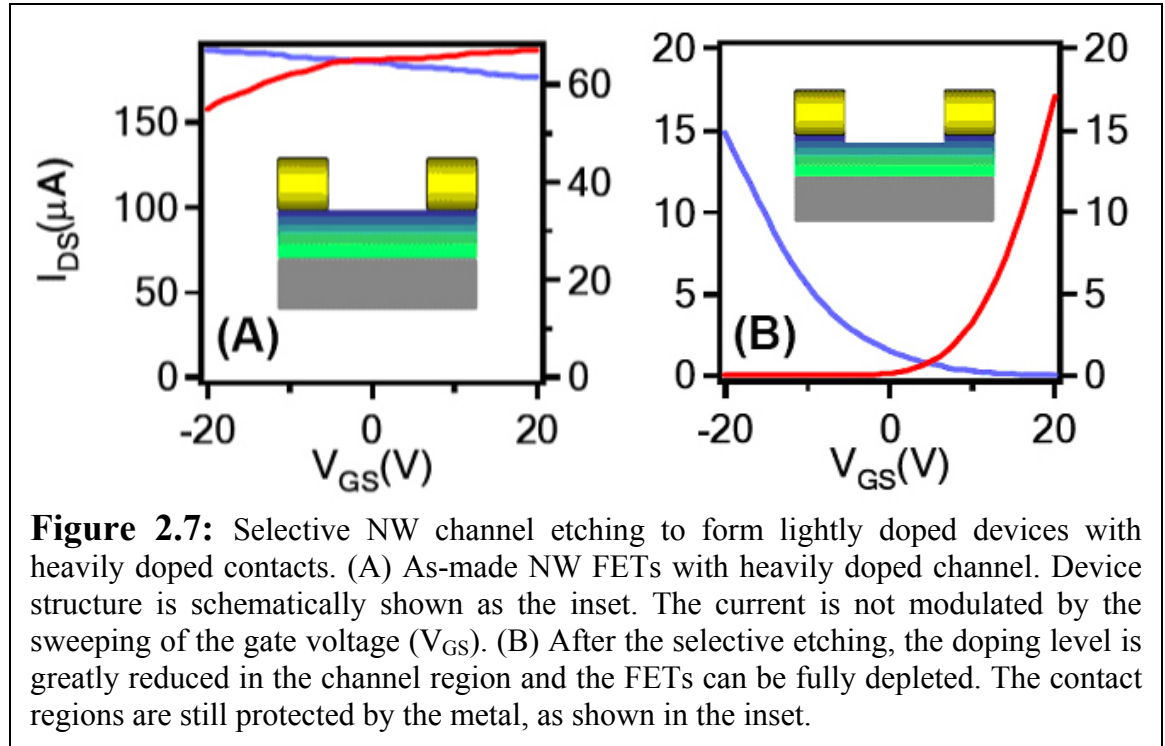 150
100
50
0
I_DS(μA)
60
40
20
0
-20 0 20
V_GS(V)
(A)
20
15
10
5
0
20
15
10
5
0
-20 0 20
V_GS(V)
(B)
Figure 2.7: Selective NW channel etching to form lightly doped devices with
heavily doped contacts. (A) As-made NW FETs with heavily doped channel. Device
structure is schematically shown as the inset. The current is not modulated by the
sweeping of the gate voltage (V_GS). (B) After the selective etching, the doping level is
greatly reduced in the channel region and the FETs can be fully depleted. The contact
regions are still protected by the metal, as shown in the inset.